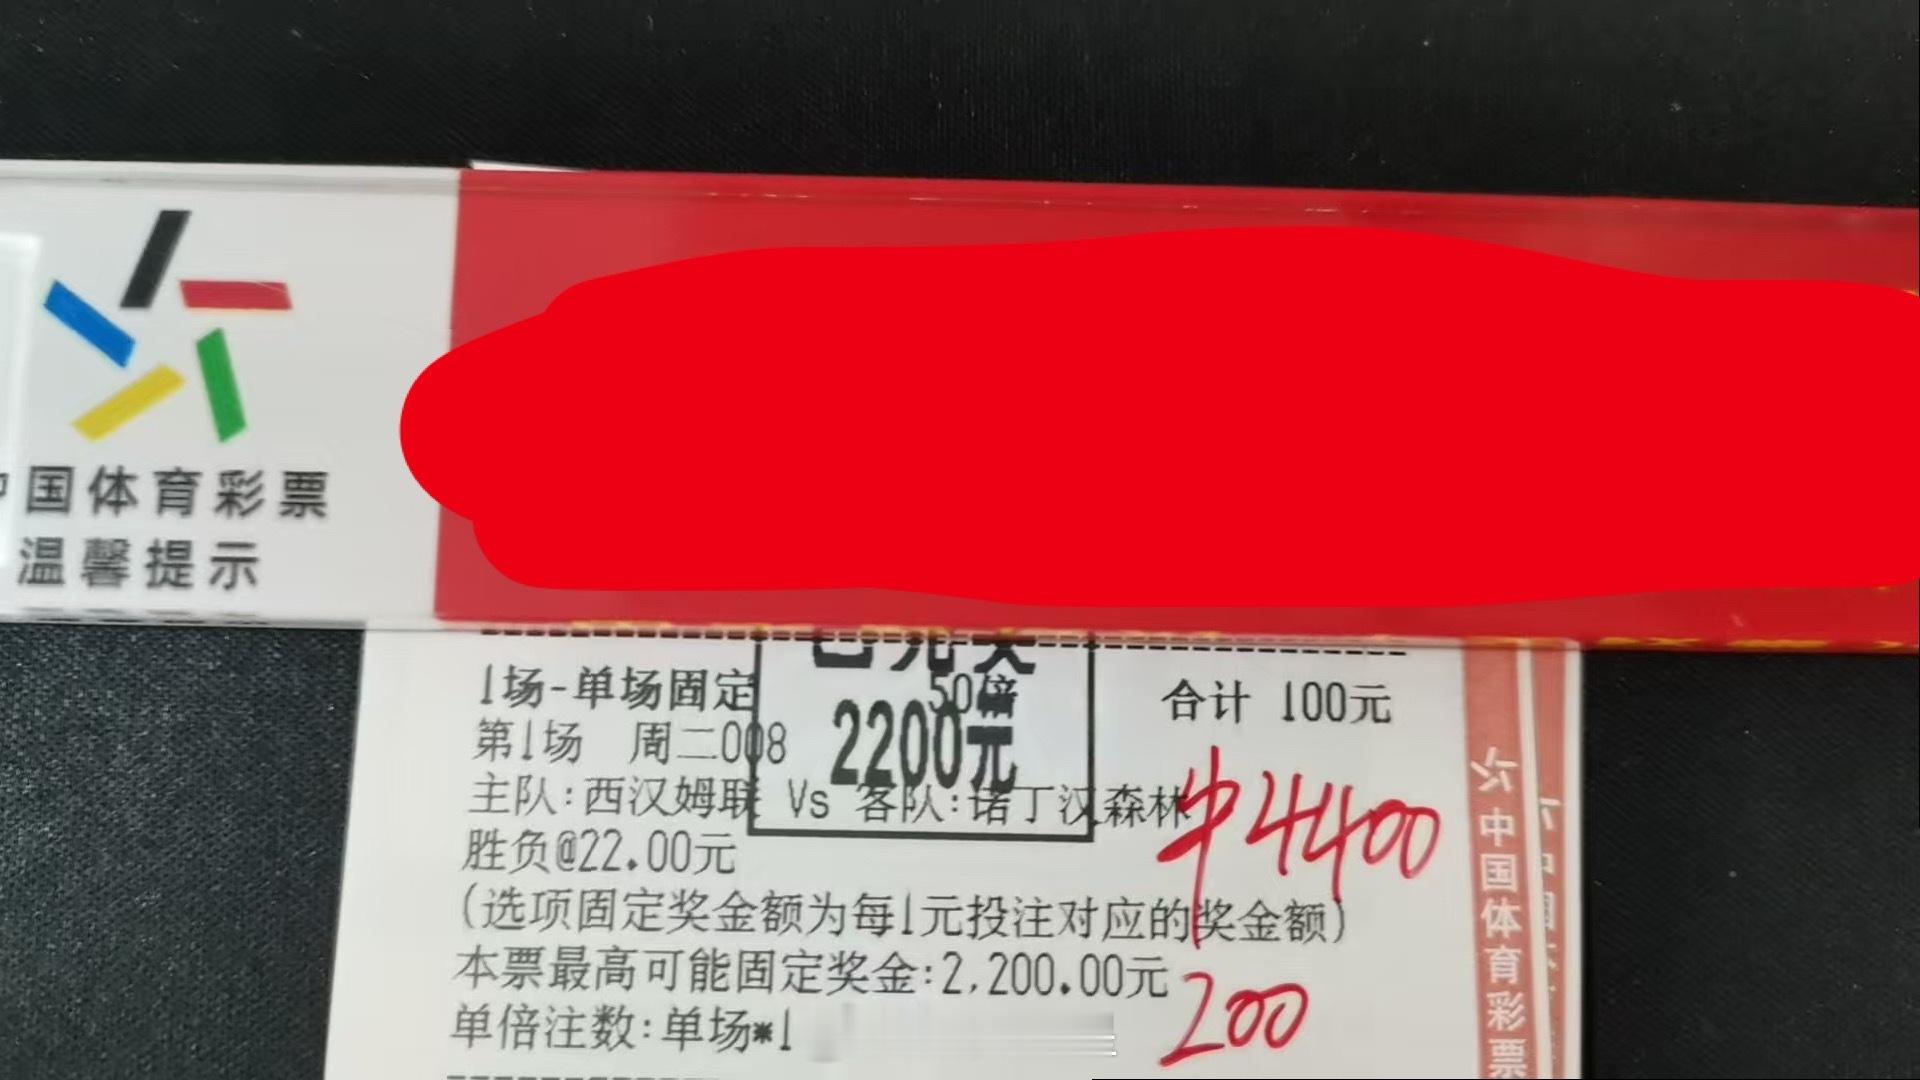 中国体育彩票
温馨提示
已兑奖
2200元
1场-单场固定 50倍 合计 100元
第1场 周二008
主队:西汉姆联 Vs 客队:诺丁汉森林
胜负@22.00元
(选项固定奖金额为每1元投注对应的奖金额)
本票最高可能固定奖金:2,200.00元
单倍注数:单场*1
中4400
200
中国体育彩票